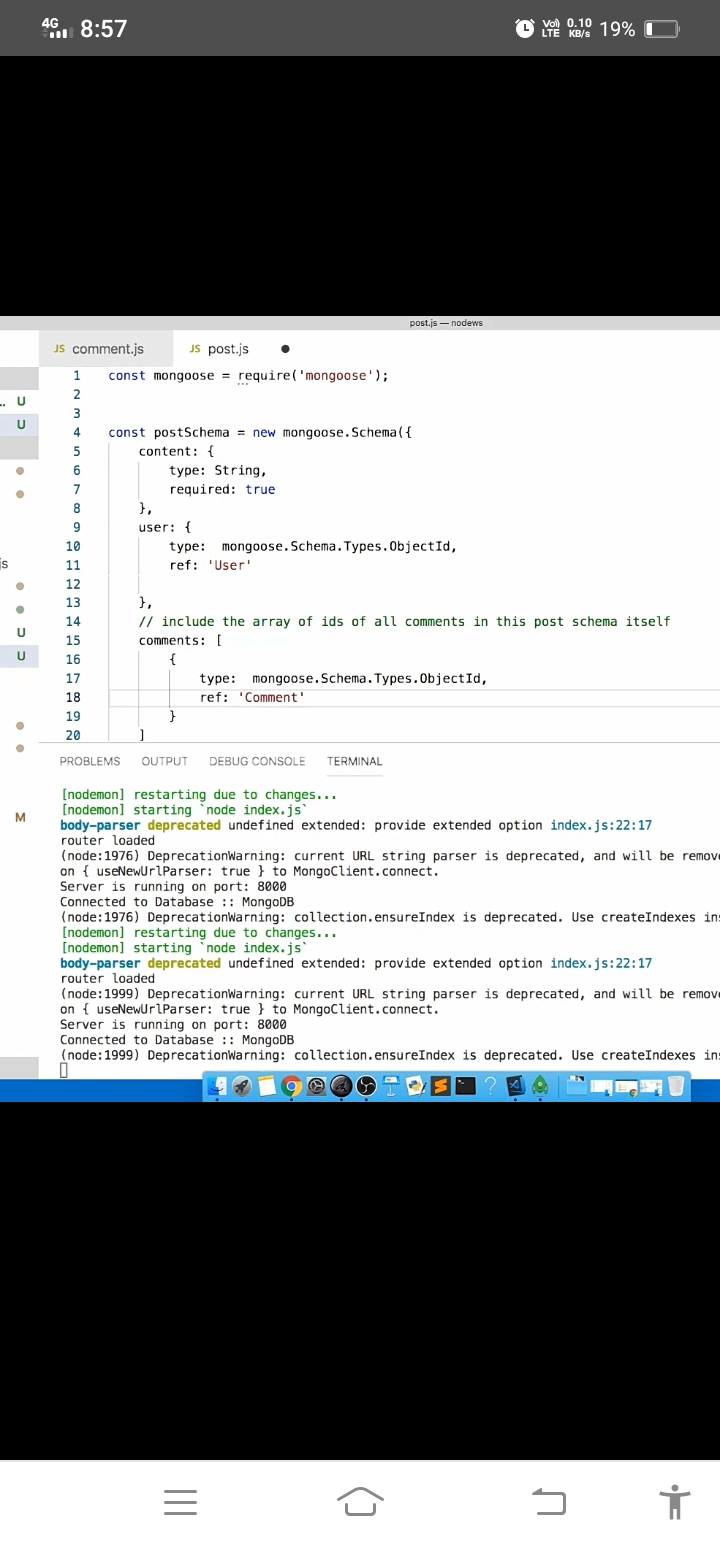 4G 8:57 Vo) LTE 0.10 KB/s 19%
post.js — nodews
JS comment.js JS post.js
1 const mongoose = require('mongoose');
2
3
4 const postSchema = new mongoose.Schema({
5 content: {
6 type: String,
7 required: true
8 },
9 user: {
10 type:  mongoose.Schema.Types.ObjectId,
11 ref: 'User'
12
13 },
14 // include the array of ids of all comments in this post schema itself
15 comments: [
16 {
17 type:  mongoose.Schema.Types.ObjectId,
18 ref: 'Comment'
19 }
20 ]
.. U
U
js
U
U
M
PROBLEMS OUTPUT DEBUG CONSOLE TERMINAL
[nodemon] restarting due to changes...
[nodemon] starting `node index.js`
body-parser deprecated undefined extended: provide extended option index.js:22:17
router loaded
(node:1976) DeprecationWarning: current URL string parser is deprecated, and will be remove
on { useNewUrlParser: true } to MongoClient.connect.
Server is running on port: 8000
Connected to Database :: MongoDB
(node:1976) DeprecationWarning: collection.ensureIndex is deprecated. Use createIndexes ins
[nodemon] restarting due to changes...
[nodemon] starting `node index.js`
body-parser deprecated undefined extended: provide extended option index.js:22:17
router loaded
(node:1999) DeprecationWarning: current URL string parser is deprecated, and will be remove
on { useNewUrlParser: true } to MongoClient.connect.
Server is running on port: 8000
Connected to Database :: MongoDB
(node:1999) DeprecationWarning: collection.ensureIndex is deprecated. Use createIndexes ins